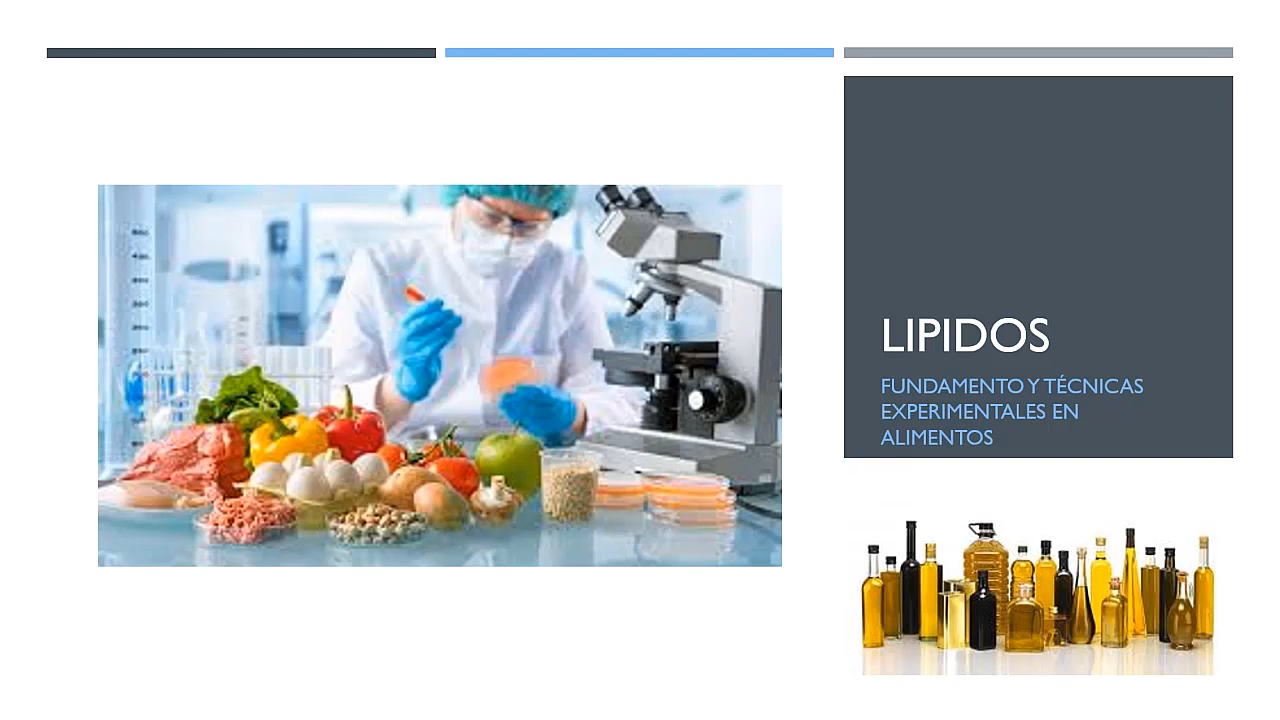 LIPIDOS
FUNDAMENTO Y TÉCNICAS
EXPERIMENTALES EN
ALIMENTOS